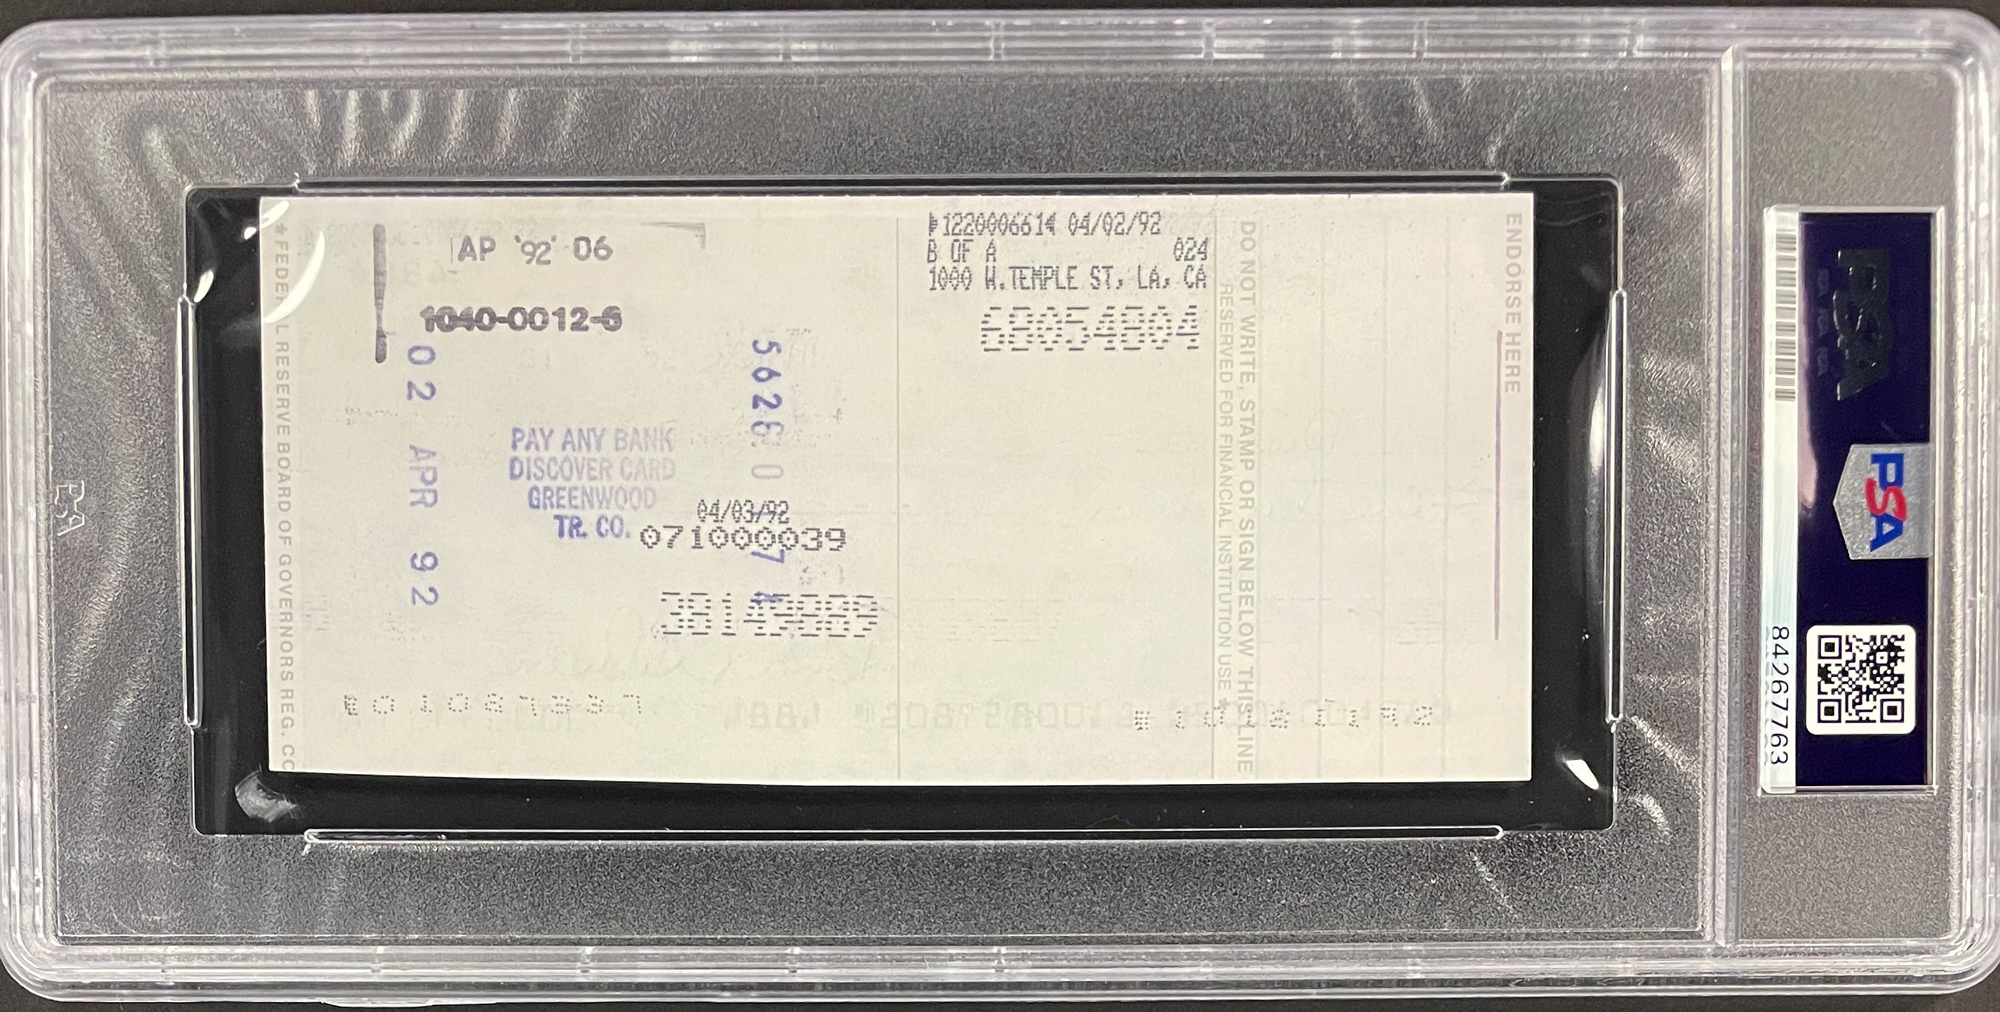 AP '92' 06
1040-0012-6
02 APR 92
PAY ANY BANK
DISCOVER CARD
GREENWOOD
TR. CO.
04/03/92
071000039
38149809
122000661 04/02/92
B OF A 024
1000 W. TEMPLE ST, LA, CA
68054804
DO NOT WRITE, STAMP OR SIGN BELOW THIS LINE
RESERVED FOR FINANCIAL INSTITUTION USE ★
ENDORSE HERE
★FEDERAL RESERVE BOARD OF GOVERNORS REG. CC
PSA
PSA
84267763
PSA